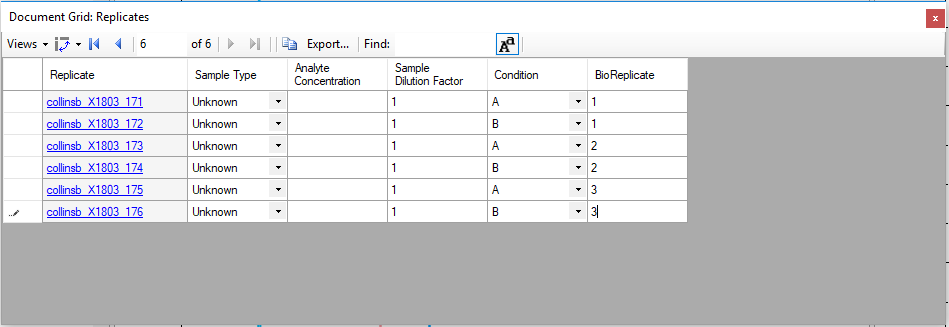 Document Grid: Replicates x
Views 6 of 6 Export... Find: Aa
Replicate Sample Type Analyte Concentration Sample Dilution Factor Condition BioReplicate
collinsb_X1803_171 Unknown 1 A 1
collinsb_X1803_172 Unknown 1 B 1
collinsb_X1803_173 Unknown 1 A 2
collinsb_X1803_174 Unknown 1 B 2
collinsb_X1803_175 Unknown 1 A 3
collinsb_X1803_176 Unknown 1 B 3